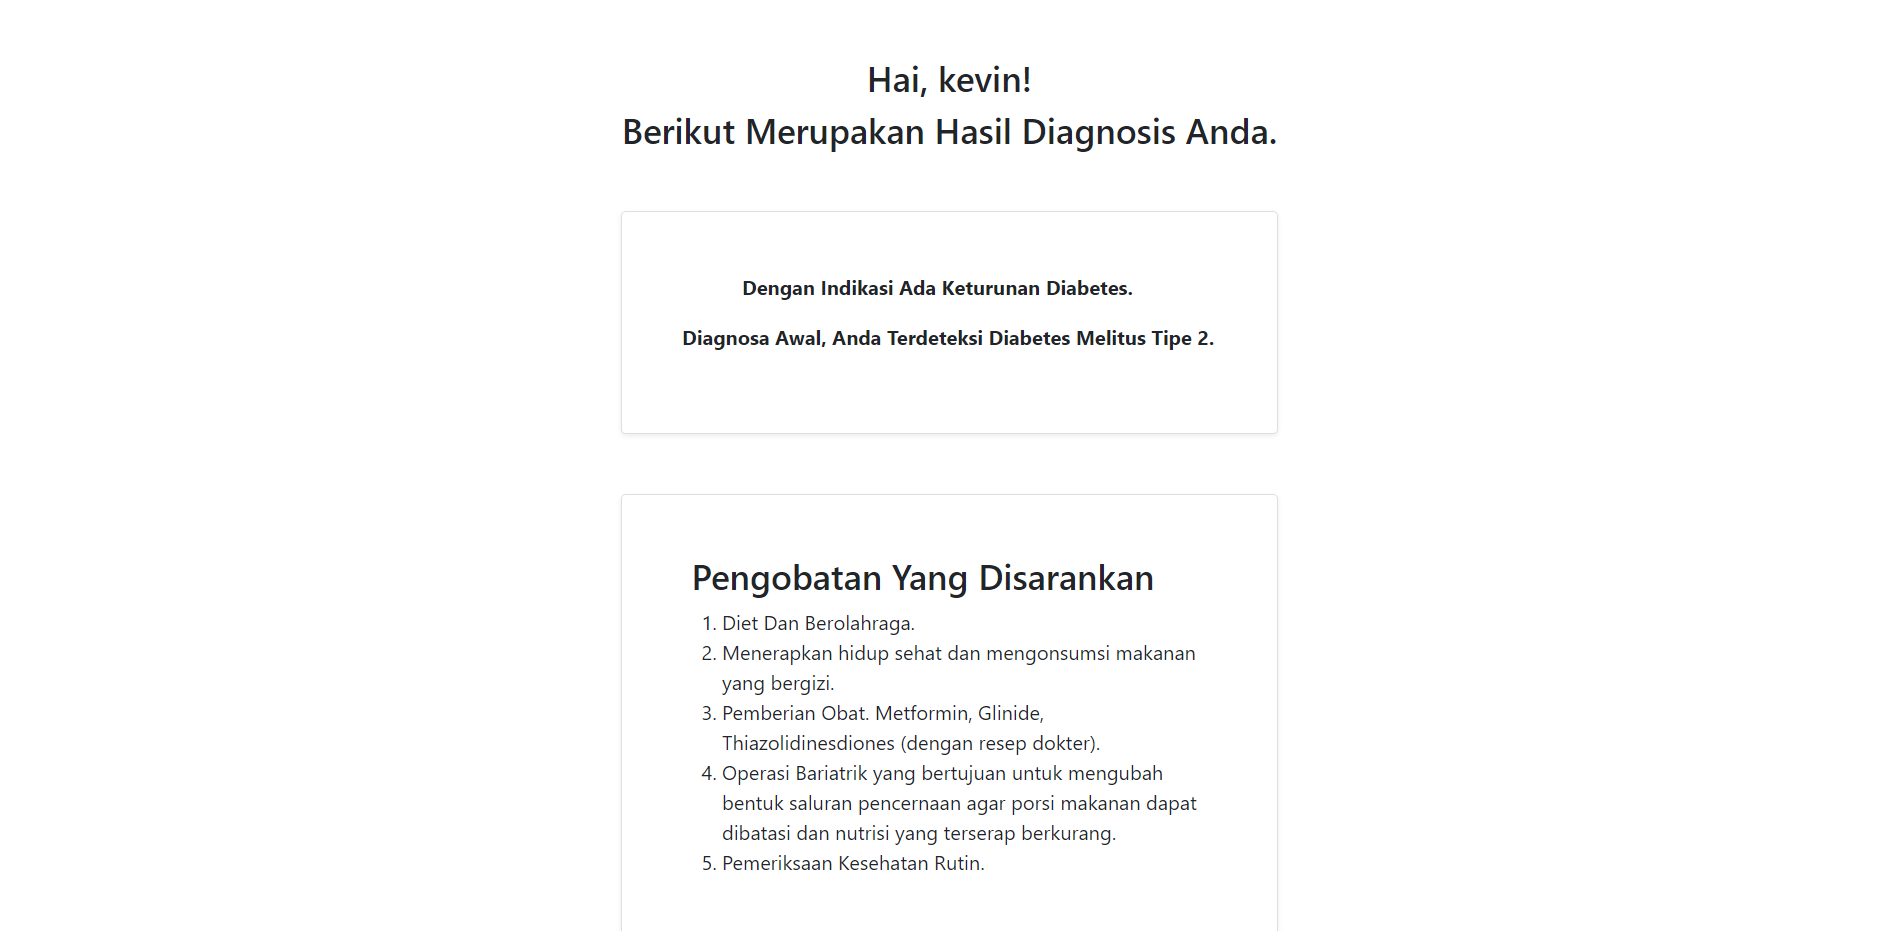 Hai, kevin!
Berikut Merupakan Hasil Diagnosis Anda.
Dengan Indikasi Ada Keturunan Diabetes.
Diagnosa Awal, Anda Terdeteksi Diabetes Melitus Tipe 2.
Pengobatan Yang Disarankan
1. Diet Dan Berolahraga.
2. Menerapkan hidup sehat dan mengonsumsi makanan
yang bergizi.
3. Pemberian Obat. Metformin, Glinide,
Thiazolidinesdiones (dengan resep dokter).
4. Operasi Bariatrik yang bertujuan untuk mengubah
bentuk saluran pencernaan agar porsi makanan dapat
dibatasi dan nutrisi yang terserap berkurang.
5. Pemeriksaan Kesehatan Rutin.